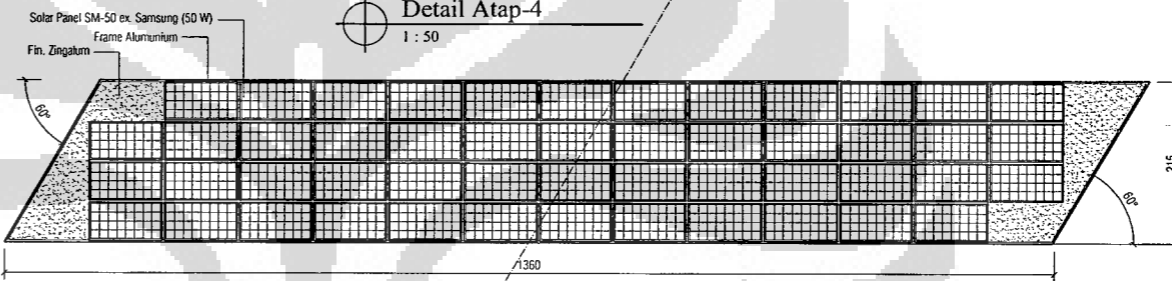 Detail Atap-4
1 : 50
Solar Panel SM-50 ex. Samsung (50 W)
Frame Alumunium
Fin. Zingalum
60°
60°
215
1360